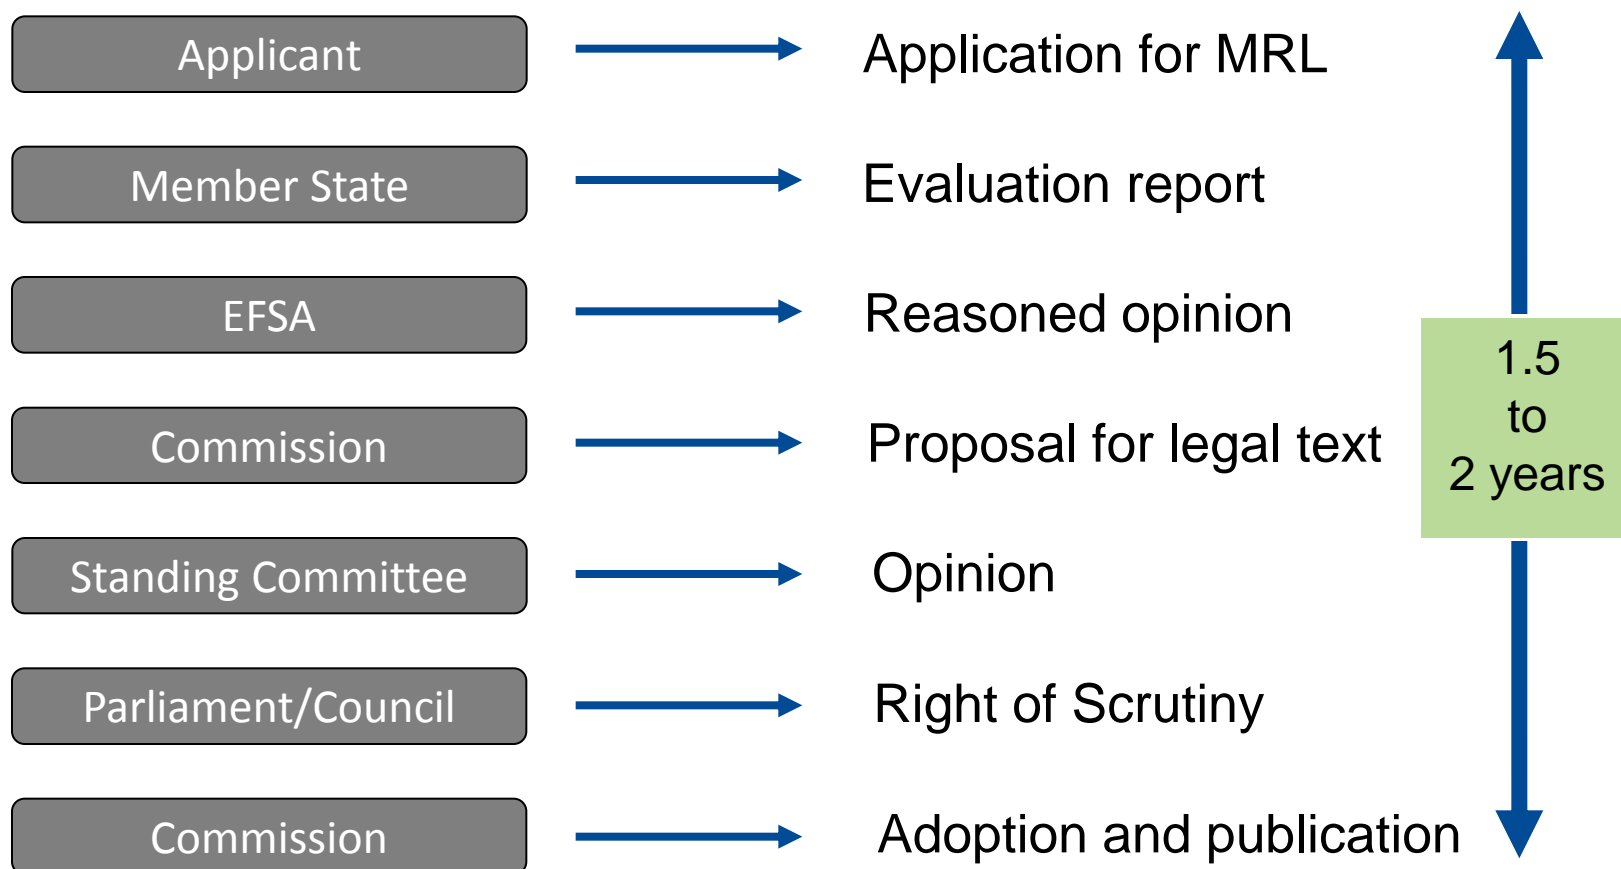 Applicant
Application for MRL
Member State
Evaluation report
EFSA
Reasoned opinion
Commission
Proposal for legal text
1.5
to
2 years
Standing Committee
Opinion
Parliament/Council
Right of Scrutiny
Commission
Adoption and publication